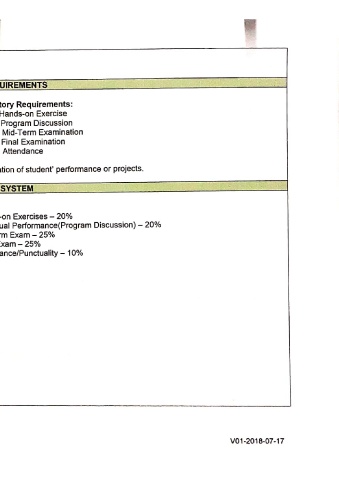 UIREMENTS
tory Requirements:
Hands-on Exercise
Program Discussion
Mid-Term Examination
Final Examination
Attendance
ation of student' performance or projects.
SYSTEM
-on Exercises – 20%
ual Performance(Program Discussion) – 20%
rm Exam – 25%
Exam – 25%
ance/Punctuality – 10%
V01-2018-07-17